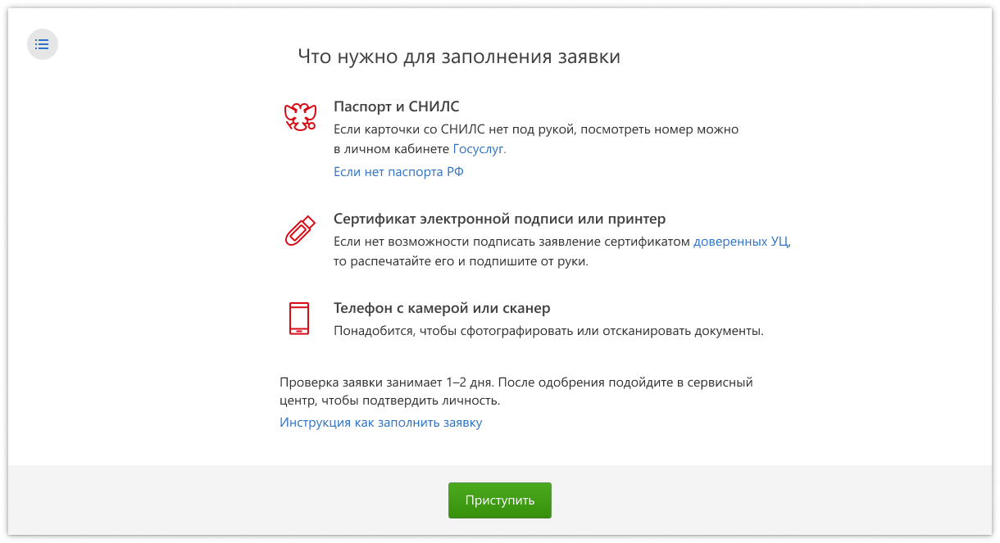 Что нужно для заполнения заявки
Паспорт и СНИЛС
Если карточки со СНИЛС нет под рукой, посмотреть номер можно
в личном кабинете Госуслуг.
Если нет паспорта РФ
Сертификат электронной подписи или принтер
Если нет возможности подписать заявление сертификатом доверенных УЦ,
то распечатайте его и подпишите от руки.
Телефон с камерой или сканер
Понадобится, чтобы сфотографировать или отсканировать документы.
Проверка заявки занимает 1–2 дня. После одобрения подойдите в сервисный
центр, чтобы подтвердить личность.
Инструкция как заполнить заявку
Приступить